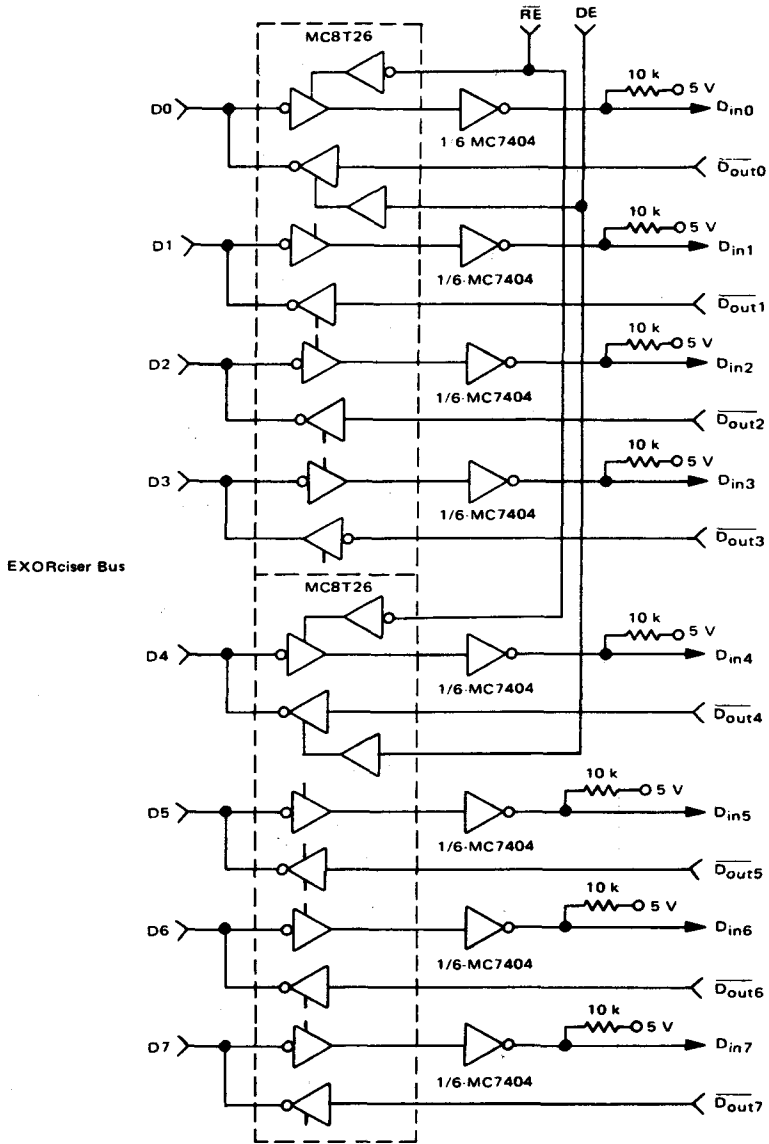 RE DE
MC8T26
10 k
5 V
D0
Din0
1 6 MC7404
Dout0
10 k
5 V
D1
Din1
1/6·MC7404
Dout1
10 k
5 V
D2
Din2
1/6·MC7404
Dout2
10 k
5 V
D3
Din3
1/6·MC7404
Dout3
EXORciser Bus
MC8T26
10 k
5 V
D4
Din4
1/6·MC7404
Dout4
10 k
5 V
D5
Din5
1/6·MC7404
Dout5
10 k
5 V
D6
Din6
1/6·MC7404
Dout6
10 k
5 V
D7
Din7
1/6·MC7404
Dout7